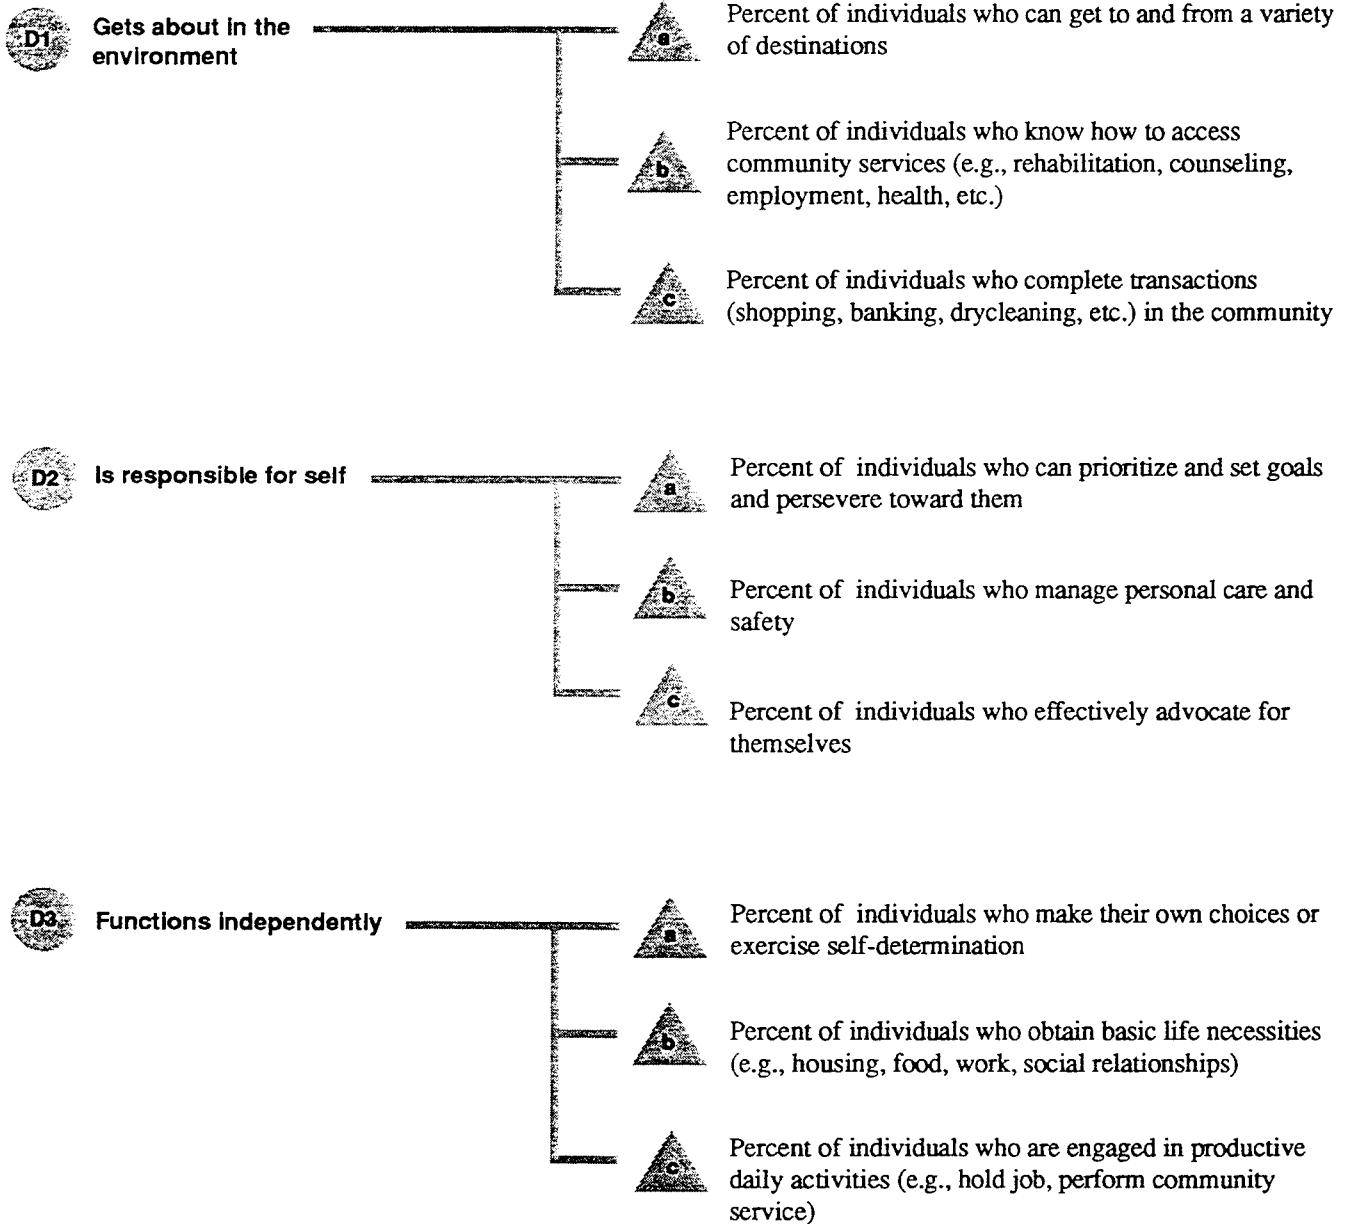 D1
Gets about in the
environment
a
Percent of individuals who can get to and from a variety
of destinations
b
Percent of individuals who know how to access
community services (e.g., rehabilitation, counseling,
employment, health, etc.)
c
Percent of individuals who complete transactions
(shopping, banking, drycleaning, etc.) in the community
D2
Is responsible for self
a
Percent of individuals who can prioritize and set goals
and persevere toward them
b
Percent of individuals who manage personal care and
safety
c
Percent of individuals who effectively advocate for
themselves
D3
Functions independently
a
Percent of individuals who make their own choices or
exercise self-determination
b
Percent of individuals who obtain basic life necessities
(e.g., housing, food, work, social relationships)
c
Percent of individuals who are engaged in productive
daily activities (e.g., hold job, perform community
service)